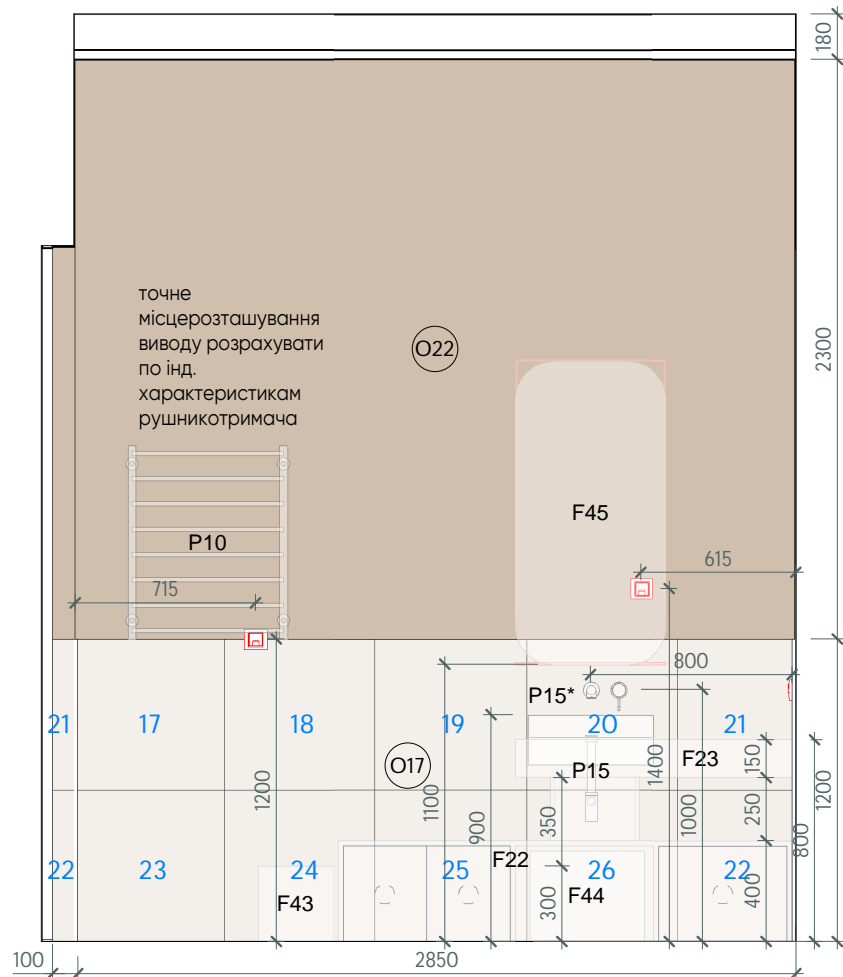 180
точне
місцерозташування
виводу розрахувати
по інд.
характеристикам
рушникотримача
O22
2300
F45
P10
615
715
800
P15*
21 17 18 19 20 21
O17
P15
F23
1200
1100
900
350
1400
1000
150
250
800
1200
F22
22 23 24 25 26 22
F43
F44
300
400
100
2850